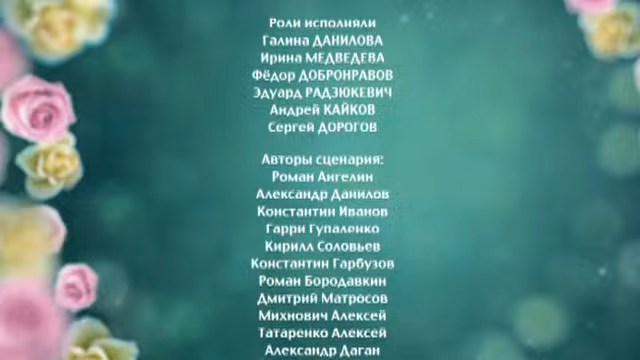 Роли исполняли
Галина ДАНИЛОВА
Ирина МЕДВЕДЕВА
Фёдор ДОБРОНРАВОВ
Эдуард РАДЗЮКЕВИЧ
Андрей КАЙКОВ
Сергей ДОРОГОВ
Авторы сценария:
Роман Ангелин
Александр Данилов
Константин Иванов
Гарри Гупаленко
Кирилл Соловьев
Константин Гарбузов
Роман Бородавкин
Дмитрий Матросов
Михнович Алексей
Татаренко Алексей
Александр Даган